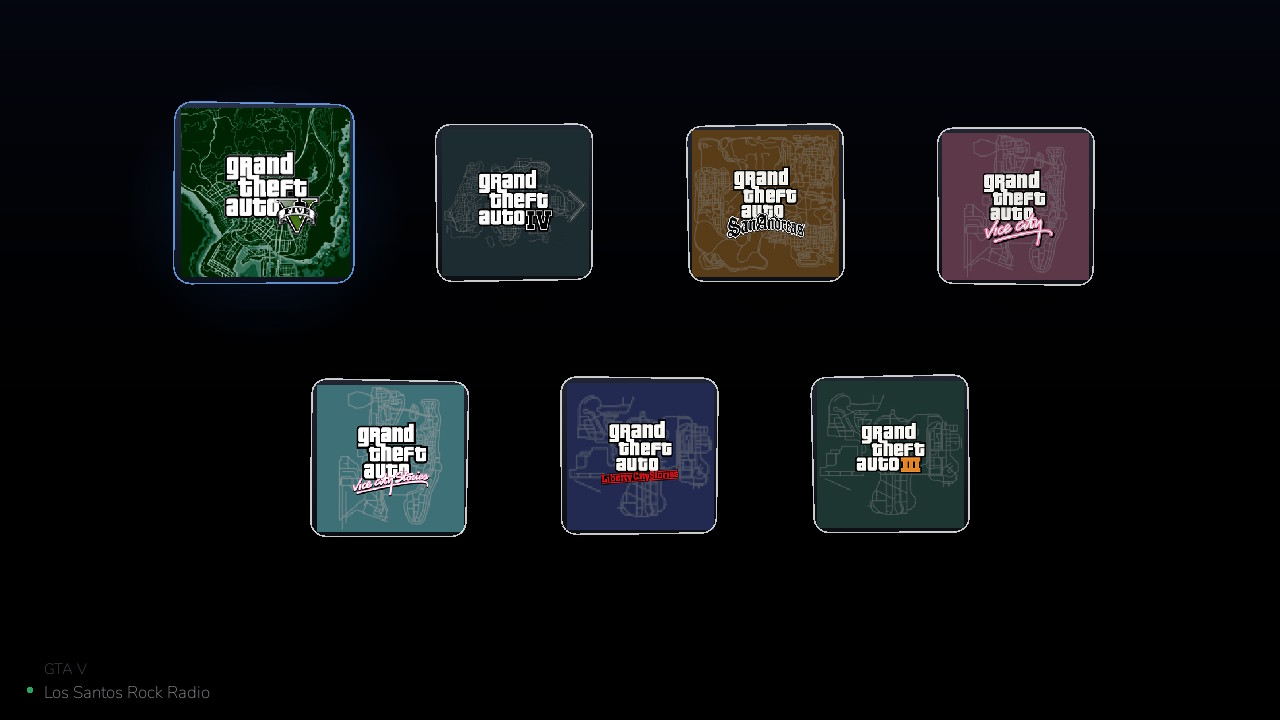 grand
theft
auto V
FIVE
grand
theft
auto IV
grand
theft
auto
San Andreas
grand
theft
auto
Vice City
grand
theft
auto
Vice City Stories
grand
theft
auto
Liberty City Stories
grand
theft
auto III
GTA V
Los Santos Rock Radio